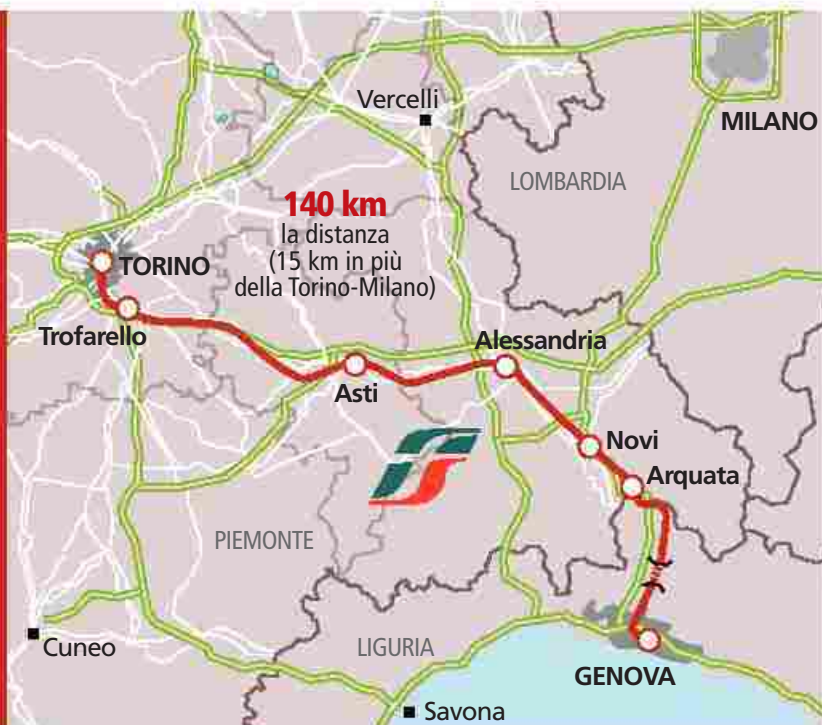 Vercelli
MILANO
LOMBARDIA
140 km
la distanza
(15 km in più
della Torino-Milano)
TORINO
Trofarello
Alessandria
Asti
Novi
Arquata
PIEMONTE
Cuneo
LIGURIA
GENOVA
Savona